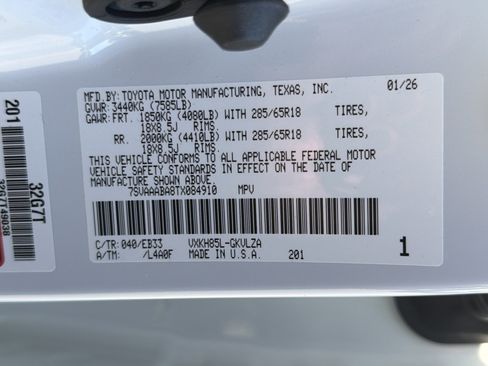 MFD. BY: TOYOTA MOTOR MANUFACTURING, TEXAS, INC. 01/26
GVWR: 3440KG (7585LB)
GAWR: FRT. 1850KG (4080LB) WITH 285/65R18 TIRES,
18X8.5J RIMS.
RR. 2000KG (4410LB) WITH 285/65R18 TIRES,
18X8.5J RIMS.
THIS VEHICLE CONFORMS TO ALL APPLICABLE FEDERAL MOTOR
VEHICLE SAFETY STANDARDS IN EFFECT ON THE DATE OF
MANUFACTURE SHOWN ABOVE.
7SVAAABA8TX084910 MPV
C/TR: 040/EB33 VXKH85L-GKVLZA
A/TM: /L4A0F MADE IN U.S.A. 201 1
201
32G7T